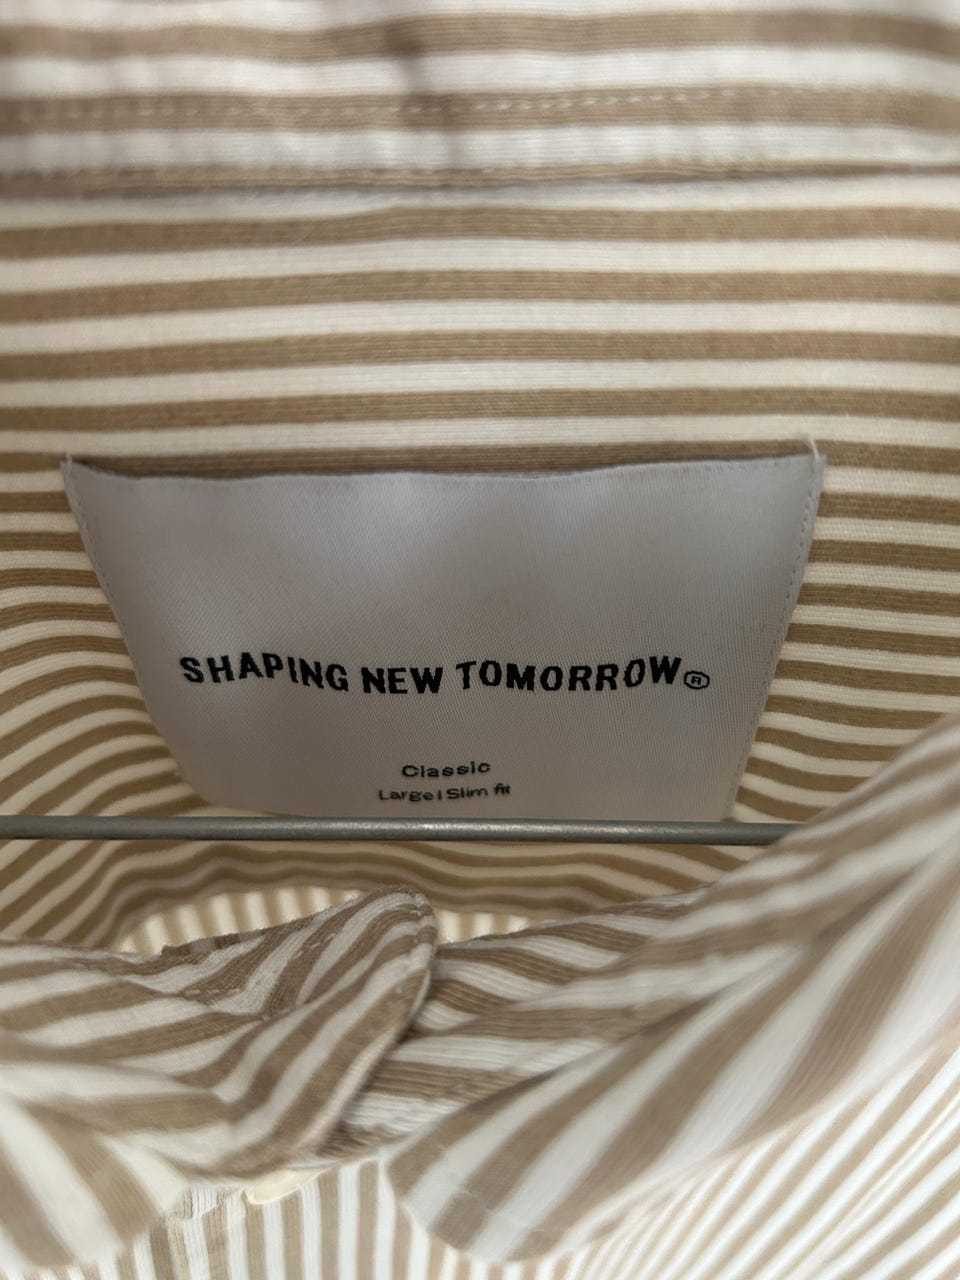 SHAPING NEW TOMORROW®
Classic
Large | Slim fit